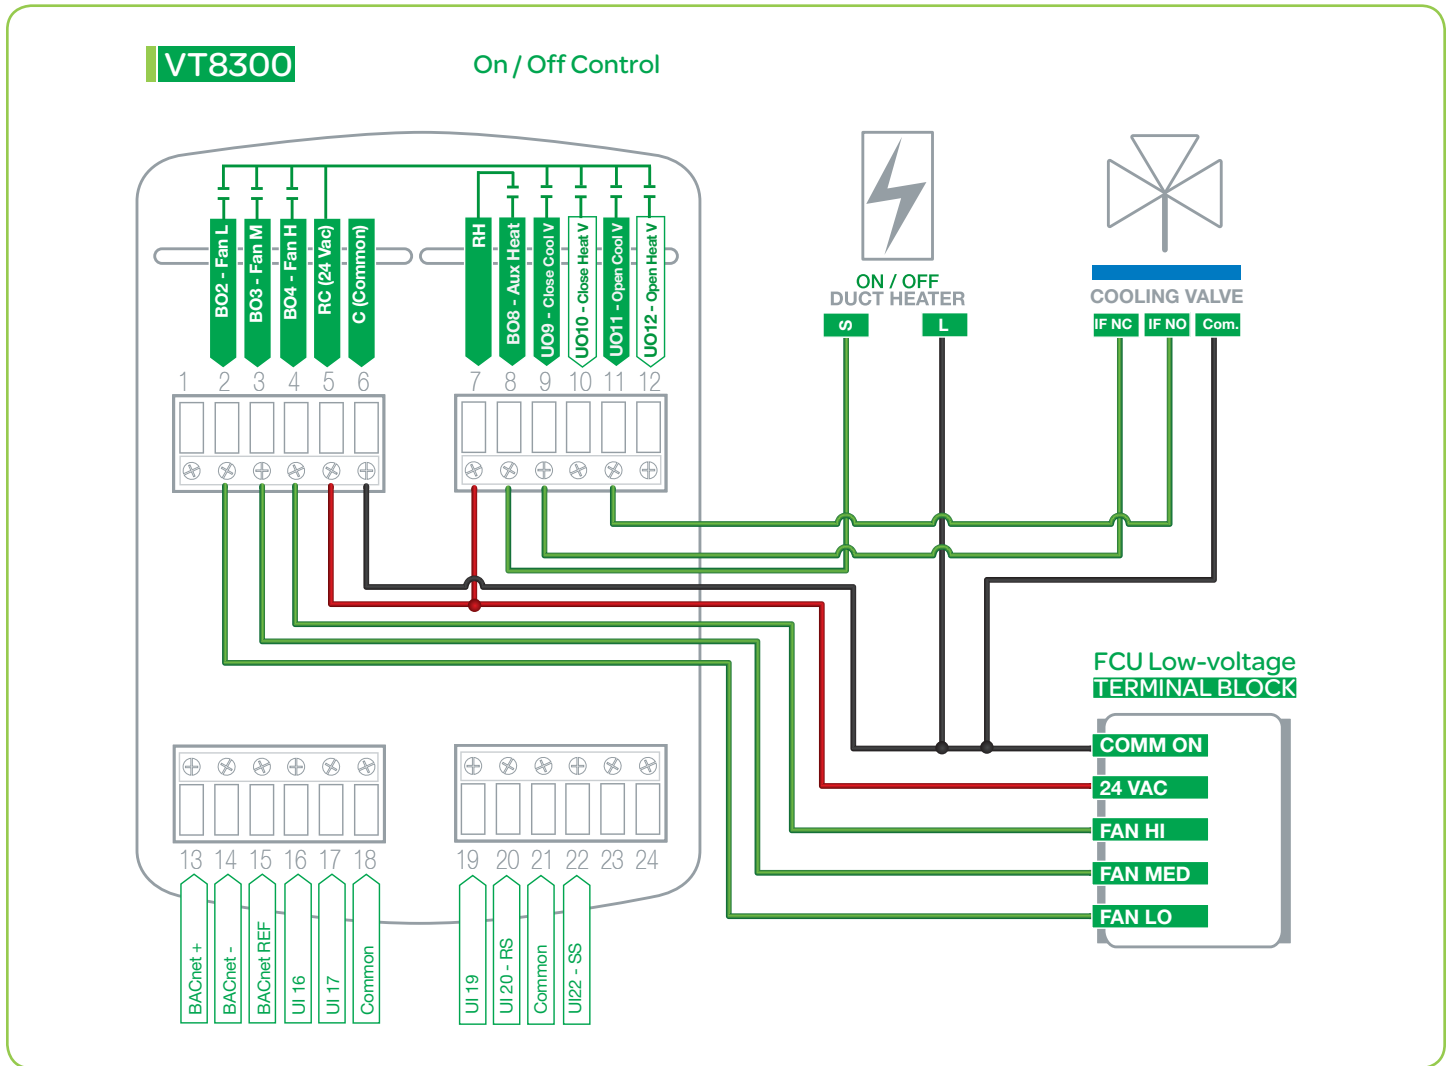 VT8300
On / Off Control
BO2 - Fan L
BO3 - Fan M
BO4 - Fan H
RC (24 Vac)
C (Common)
RH
BO8 - Aux Heat
UO9 - Close Cool V
UO10 - Close Heat V
UO11 - Open Cool V
UO12 - Open Heat V
1 2 3 4 5 6
7 8 9 10 11 12
ON / OFF
DUCT HEATER
S L
COOLING VALVE
IF NC IF NO Com.
FCU Low-voltage
TERMINAL BLOCK
COMM ON
24 VAC
FAN HI
FAN MED
FAN LO
13 14 15 16 17 18
19 20 21 22 23 24
BACnet +
BACnet -
BACnet REF
UI 16
UI 17
Common
UI 19
UI 20 - RS
Common
UI22 - SS